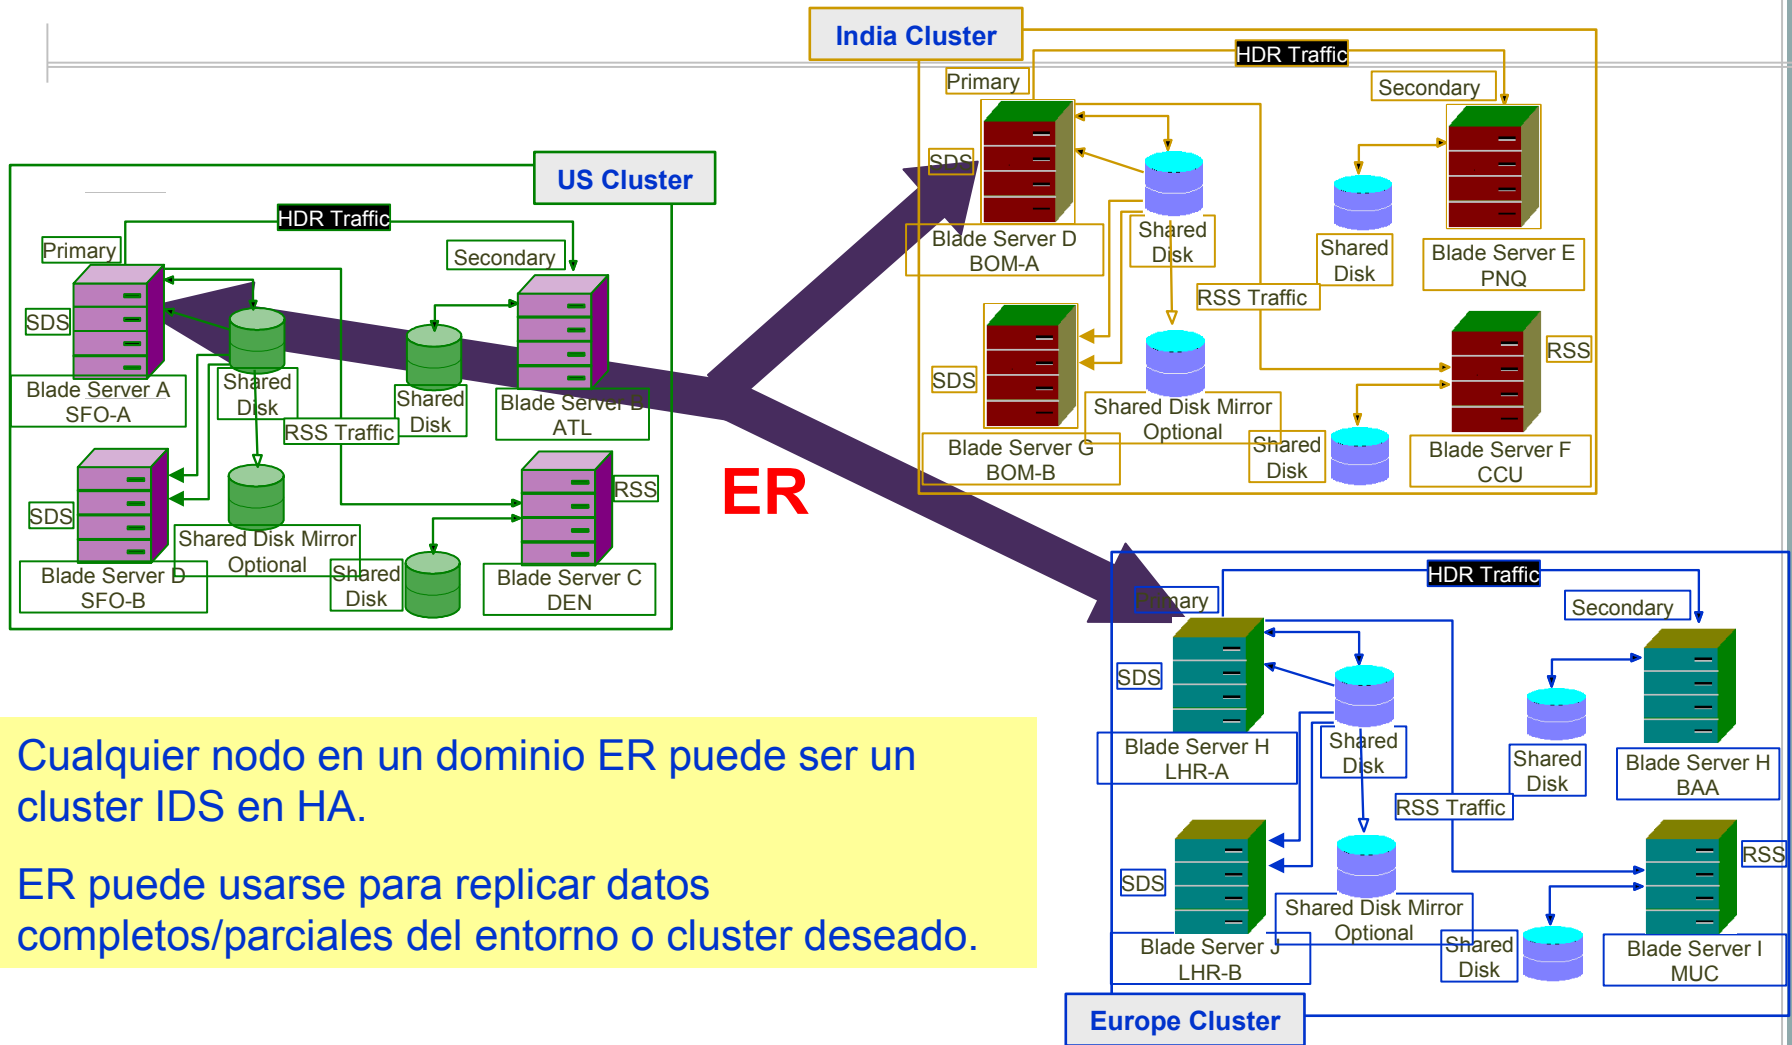 India Cluster
HDR Traffic
Primary
Secondary
SDS
Blade Server D
BOM-A
Shared
Disk
Shared
Disk
Blade Server E
PNQ
RSS Traffic
SDS
RSS
Shared Disk Mirror
Optional
Blade Server G
BOM-B
Shared
Disk
Blade Server F
CCU
US Cluster
HDR Traffic
Primary
Secondary
SDS
Blade Server A
SFO-A
Shared
Disk
Shared
Disk
Blade Server B
ATL
RSS Traffic
SDS
RSS
Shared Disk Mirror
Optional
Blade Server D
SFO-B
Shared
Disk
Blade Server C
DEN
ER
HDR Traffic
Primary
Secondary
SDS
Blade Server H
LHR-A
Shared
Disk
Shared
Disk
Blade Server H
BAA
RSS Traffic
SDS
RSS
Shared Disk Mirror
Optional
Blade Server J
LHR-B
Shared
Disk
Blade Server I
MUC
Europe Cluster
Cualquier nodo en un dominio ER puede ser un
cluster IDS en HA.
ER puede usarse para replicar datos
completos/parciales del entorno o cluster deseado.